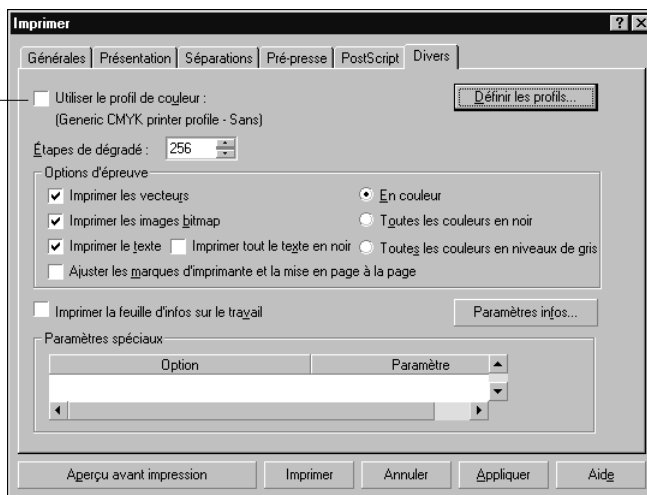 Imprimer
Générales Présentation Séparations Pré-presse PostScript Divers
Utiliser le profil de couleur :
(Generic CMYK printer profile - Sans)
Définir les profils...
Étapes de dégradé : 256
Options d'épreuve
Imprimer les vecteurs
En couleur
Imprimer les images bitmap
Toutes les couleurs en noir
Imprimer le texte Imprimer tout le texte en noir
Toutes les couleurs en niveaux de gris
Ajuster les marques d'imprimante et la mise en page à la page
Imprimer la feuille d'infos sur le travail
Paramètres infos...
Paramètres spéciaux
Option Paramètre
Aperçu avant impression Imprimer Annuler Appliquer Aide